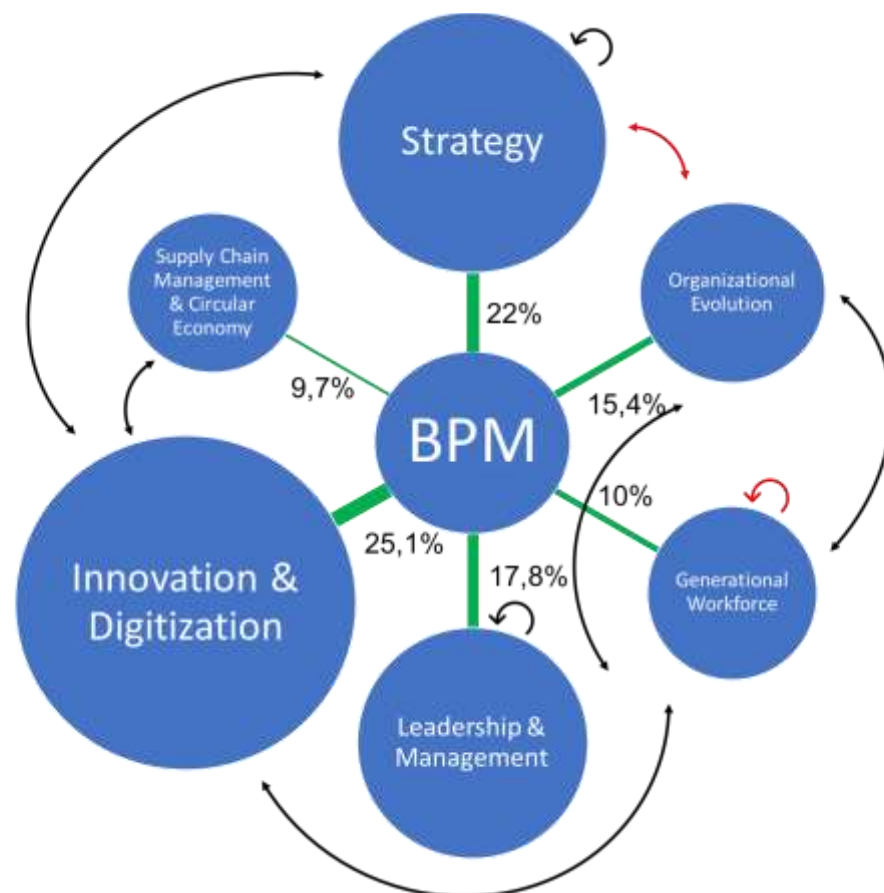 Strategy
Supply Chain
Management
& Circular
Economy
Organizational
Evolution
22%
9,7%
15,4%
BPM
10%
25,1%
17,8%
Innovation &
Digitization
Generational
Workforce
Leadership &
Management